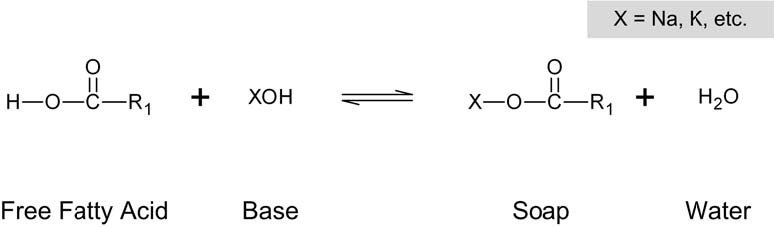 X = Na, K, etc.
O
H—O—C—R₁ + XOH ⇌ X—O—C—R₁ + H₂O
O
Free Fatty Acid Base Soap Water